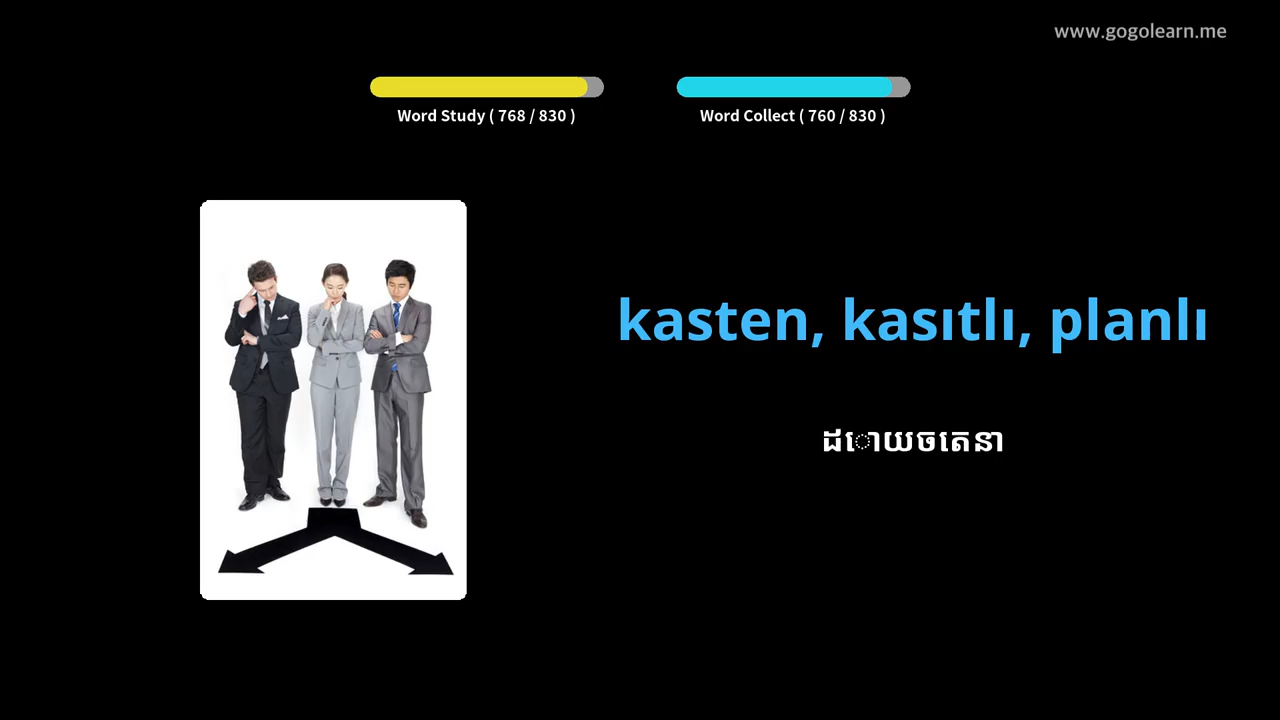 www.gogolearn.me
Word Study ( 768 / 830 )
Word Collect ( 760 / 830 )
kasten, kasıtlı, planlı
ដោយចតេនា